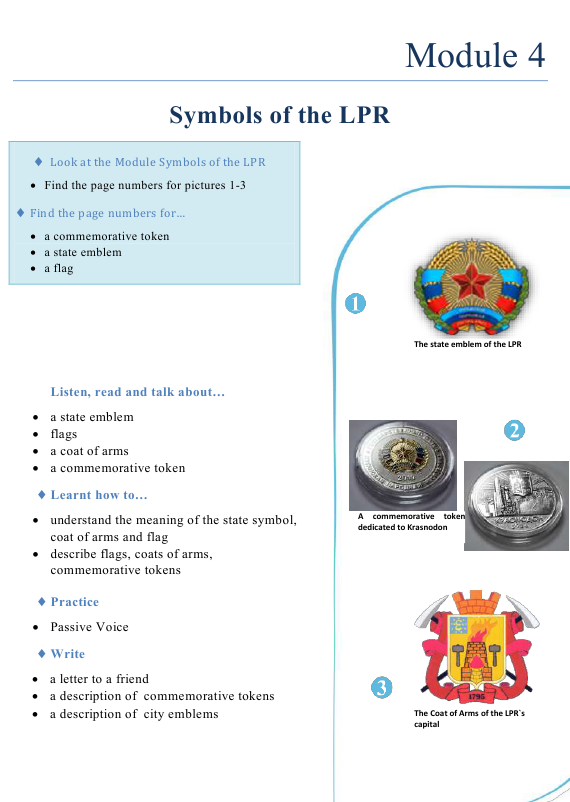 Module 4
Symbols of the LPR
♦ Look at the Module Symbols of the LPR
• Find the page numbers for pictures 1-3
♦ Find the page numbers for…
• a commemorative token
• a state emblem
• a flag
1
The state emblem of the LPR
Listen, read and talk about…
• a state emblem
• flags
• a coat of arms
• a commemorative token
♦ Learnt how to…
• understand the meaning of the state symbol,
coat of arms and flag
• describe flags, coats of arms,
commemorative tokens
♦ Practice
• Passive Voice
♦ Write
• a letter to a friend
• a description of commemorative tokens
• a description of city emblems
2
A commemorative token
dedicated to Krasnodon
3
1795
The Coat of Arms of the LPR`s
capital